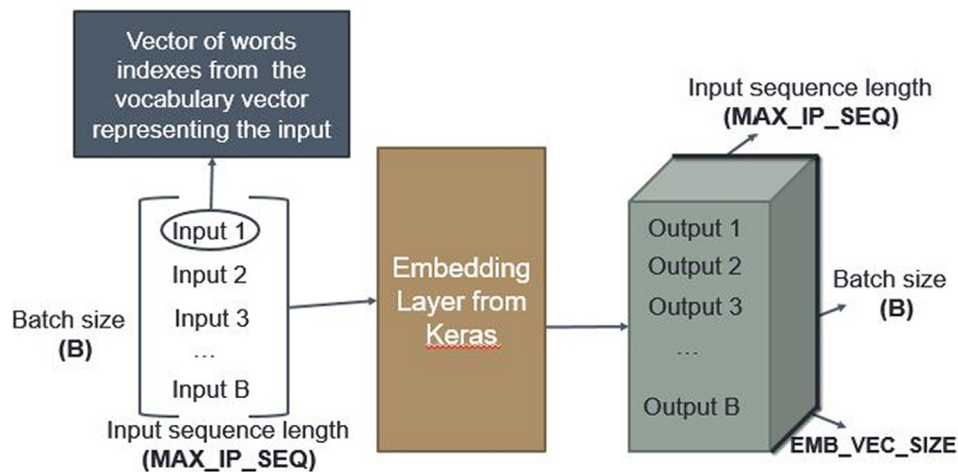 Vector of words
indexes from the
vocabulary vector
representing the input
Input 1
Input 2
Input 3
...
Input B
Batch size
(B)
Input sequence length
(MAX_IP_SEQ)
Embedding
Layer from
Keras
Input sequence length
(MAX_IP_SEQ)
Output 1
Output 2
Output 3
...
Output B
Batch size
(B)
EMB_VEC_SIZE